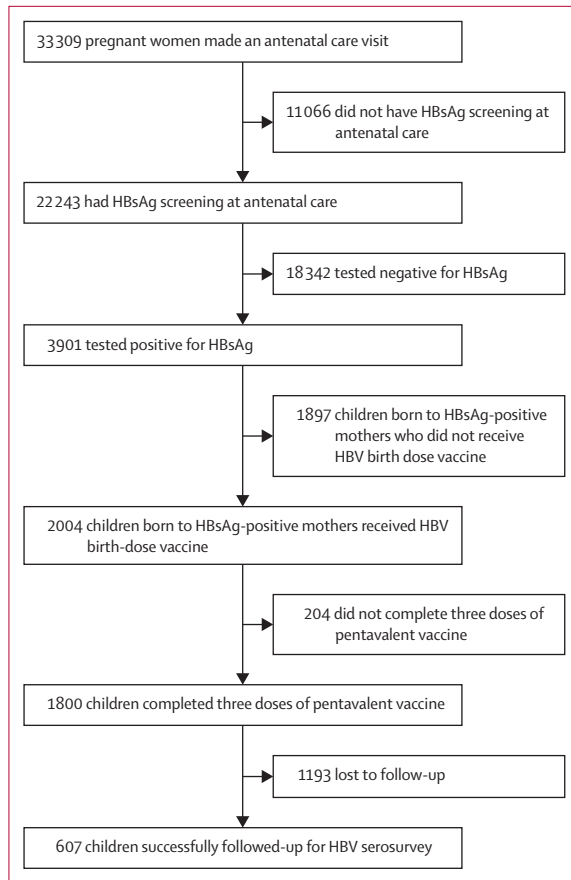 33309 pregnant women made an antenatal care visit
11066 did not have HBsAg screening at
antenatal care
22243 had HBsAg screening at antenatal care
18342 tested negative for HBsAg
3901 tested positive for HBsAg
1897 children born to HBsAg-positive
mothers who did not receive
HBV birth dose vaccine
2004 children born to HBsAg-positive mothers received HBV
birth-dose vaccine
204 did not complete three doses of
pentavalent vaccine
1800 children completed three doses of pentavalent vaccine
1193 lost to follow-up
607 children successfully followed-up for HBV serosurvey